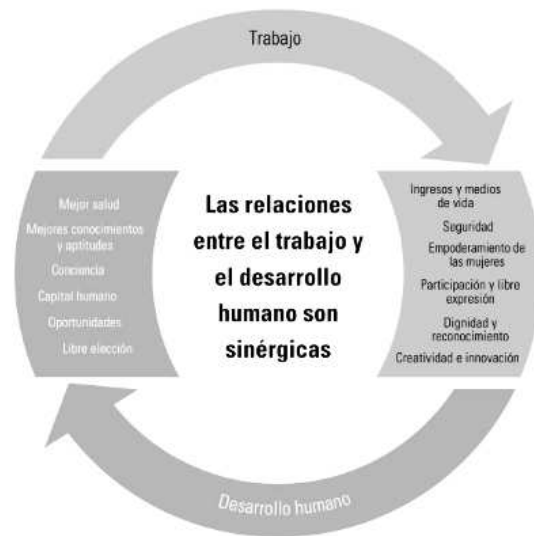 Trabajo
Mejor salud
Mejores conocimientos
y aptitudes
Conciencia
Capital humano
Oportunidades
Libre elección
Las relaciones
entre el trabajo y
el desarrollo
humano son
sinérgicas
Ingresos y medios
de vida
Seguridad
Empoderamiento de
las mujeres
Participación y libre
expresión
Dignidad y
reconocimiento
Creatividad e innovación
Desarrollo humano